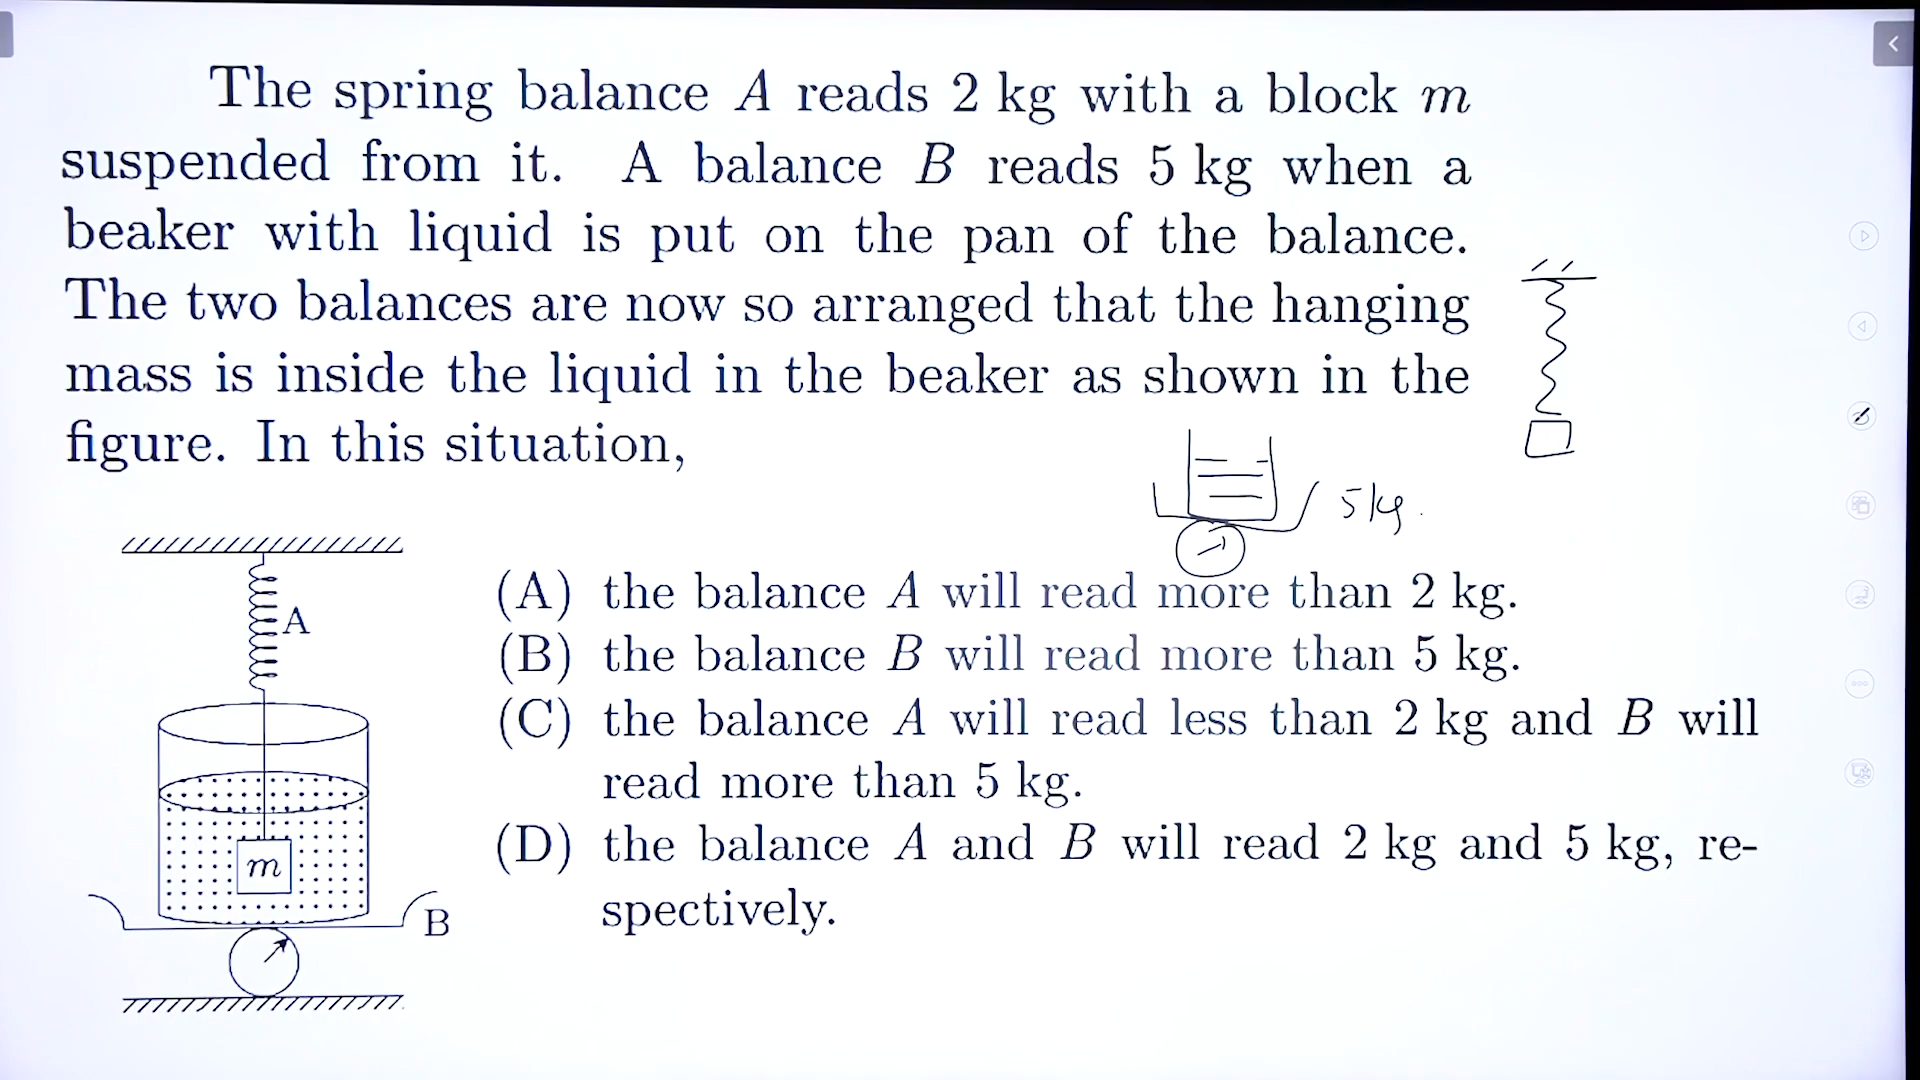 The spring balance A reads 2 kg with a block m
suspended from it. A balance B reads 5 kg when a
beaker with liquid is put on the pan of the balance.
The two balances are now so arranged that the hanging
mass is inside the liquid in the beaker as shown in the
figure. In this situation,
5 kg.
(A) the balance A will read more than 2 kg.
(B) the balance B will read more than 5 kg.
(C) the balance A will read less than 2 kg and B will
read more than 5 kg.
(D) the balance A and B will read 2 kg and 5 kg, re-
spectively.
A
m
B